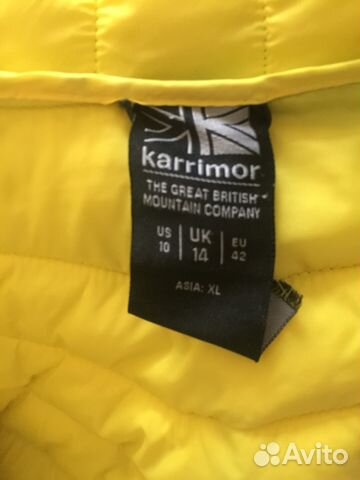 karrimor
THE GREAT BRITISH
MOUNTAIN COMPANY
US UK EU
10 14 42
ASIA: XL
Avito